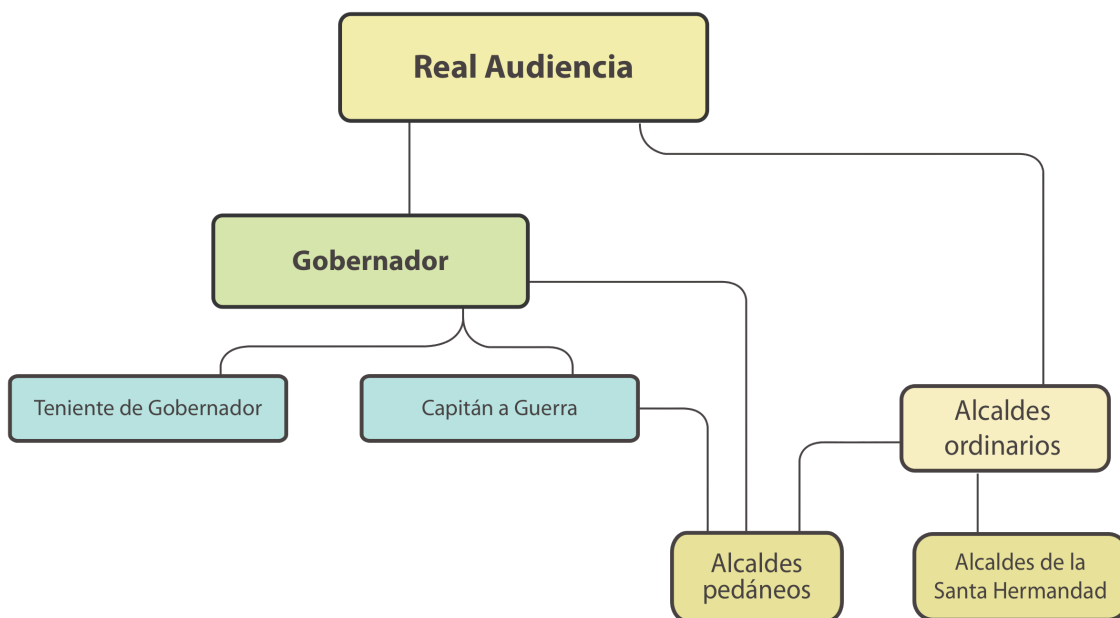 Real Audiencia
Gobernador
Teniente de Gobernador
Capitán a Guerra
Alcaldes
ordinarios
Alcaldes
pedáneos
Alcaldes de la
Santa Hermandad